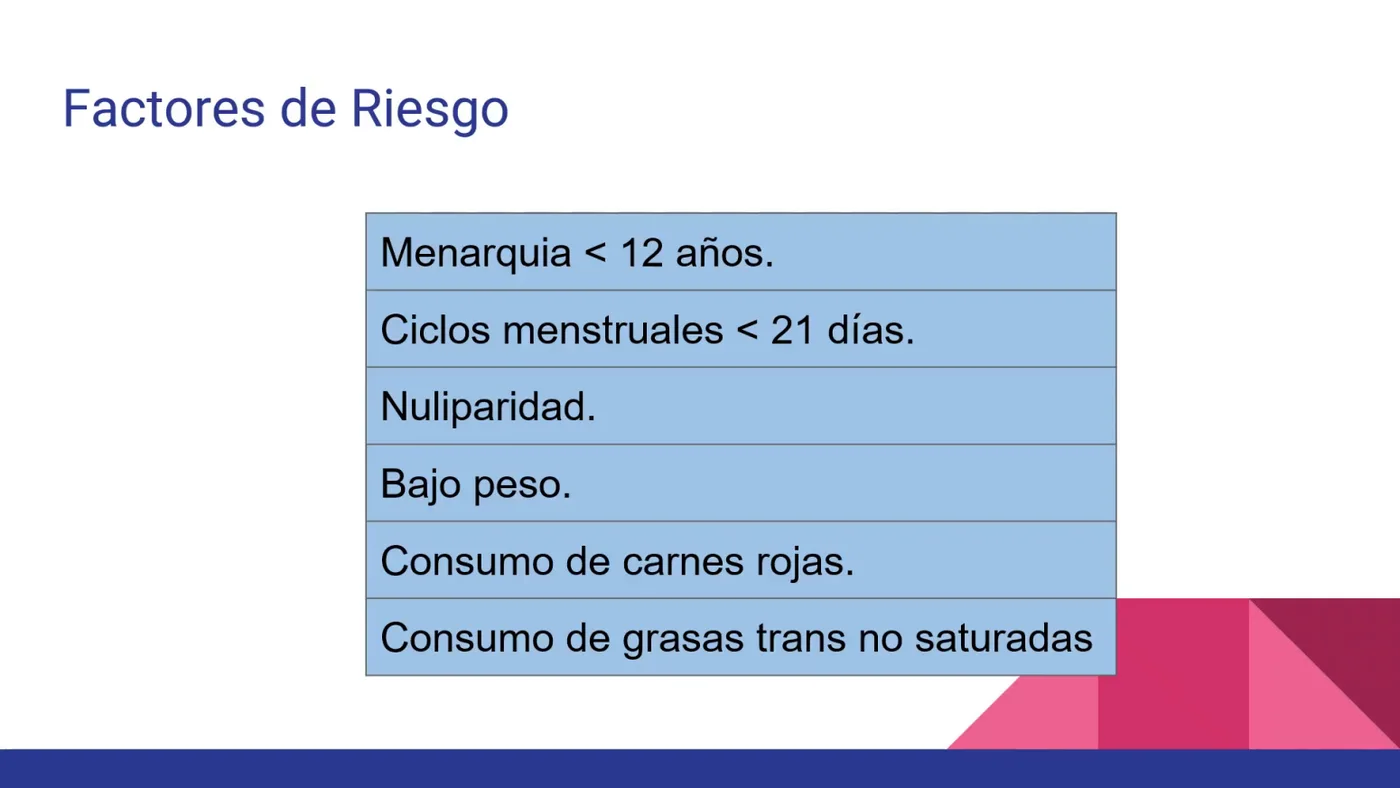 Factores de Riesgo
Menarquia < 12 años.
Ciclos menstruales < 21 días.
Nuliparidad.
Bajo peso.
Consumo de carnes rojas.
Consumo de grasas trans no saturadas